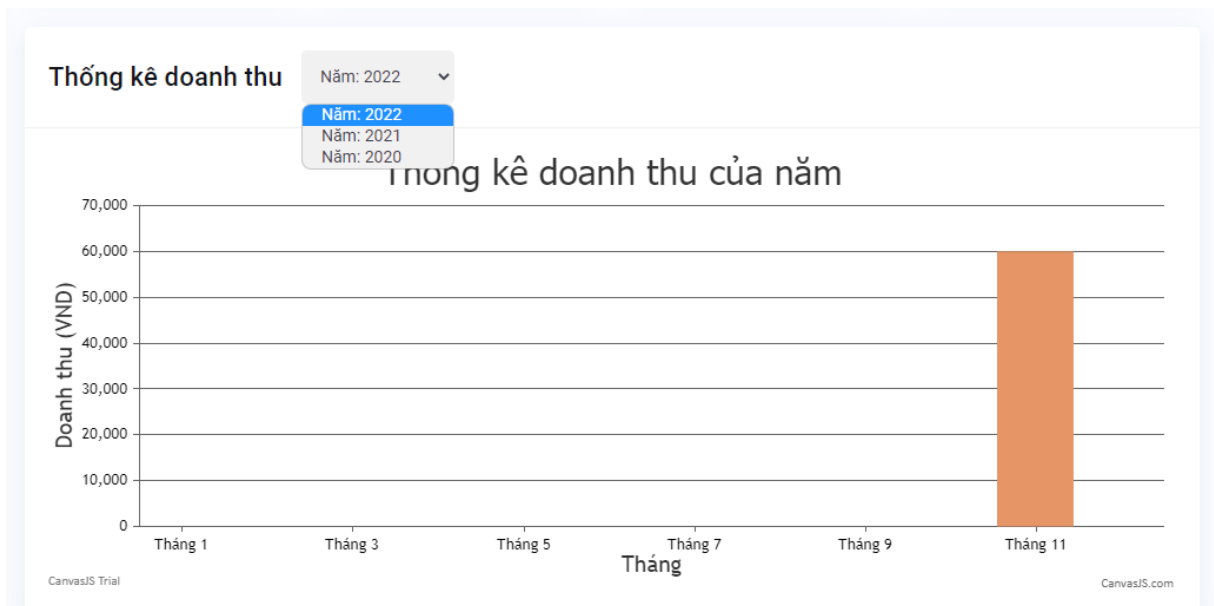 Thống kê doanh thu
Năm: 2022
Năm: 2022
Năm: 2021
Năm: 2020
Thống kê doanh thu của năm
70,000
60,000
50,000
40,000
30,000
20,000
10,000
0
Doanh thu (VND)
Tháng 1 Tháng 3 Tháng 5 Tháng 7 Tháng 9 Tháng 11
Tháng
CanvasJS Trial
CanvasJS.com